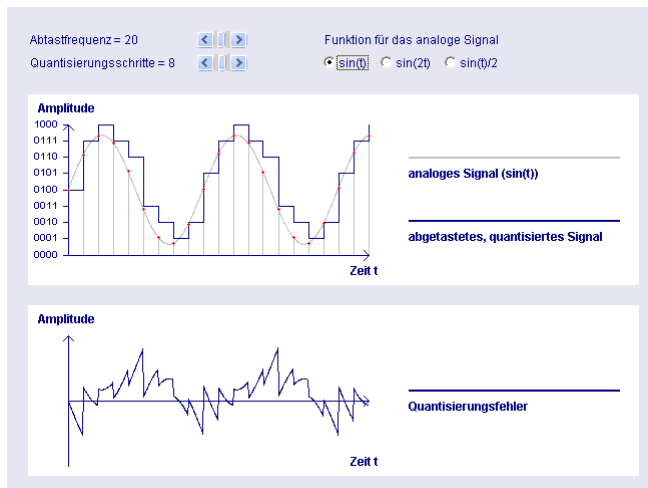 Abtastfrequenz = 20
Funktion für das analoge Signal
Quantisierungsschritte = 8
sin(t) sin(2t) sin(t)/2
Amplitude
1000
0111
0110
0101
0100
0011
0010
0001
0000
Zeit t
analoges Signal (sin(t))
abgetastetes, quantisiertes Signal
Amplitude
Zeit t
Quantisierungsfehler